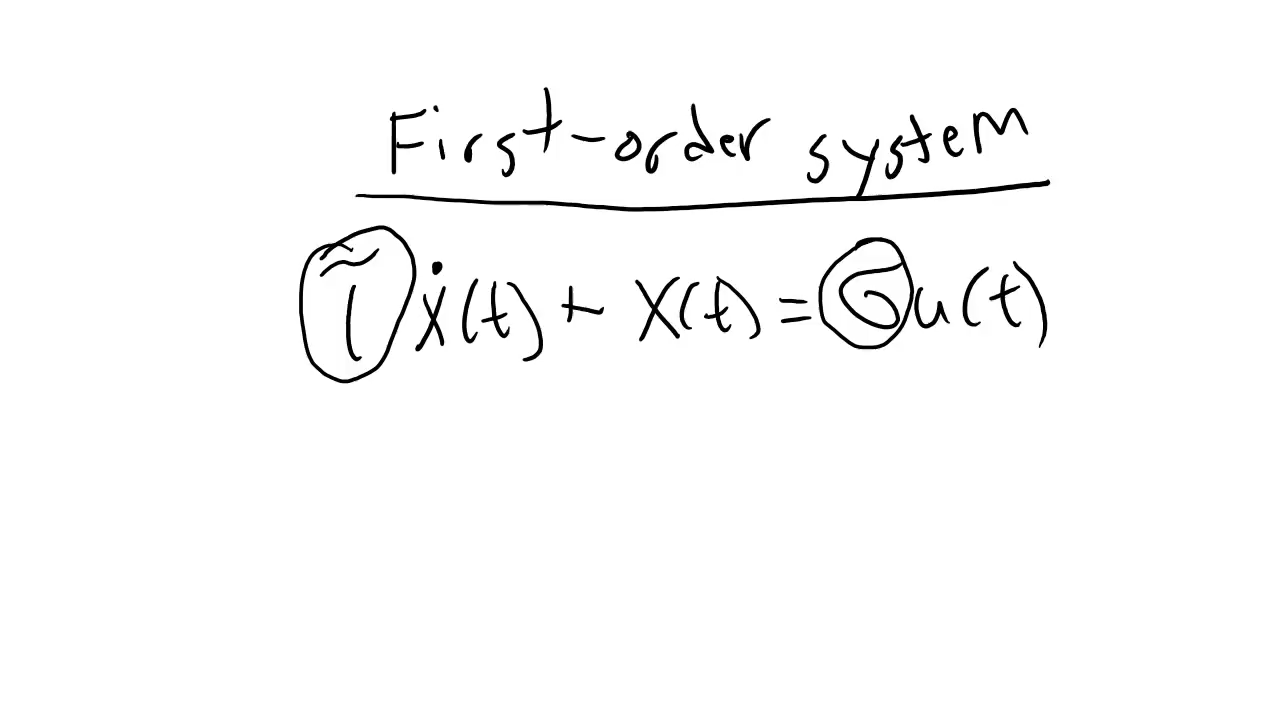 First-order system
τ ẋ(t) + x(t) = G u(t)